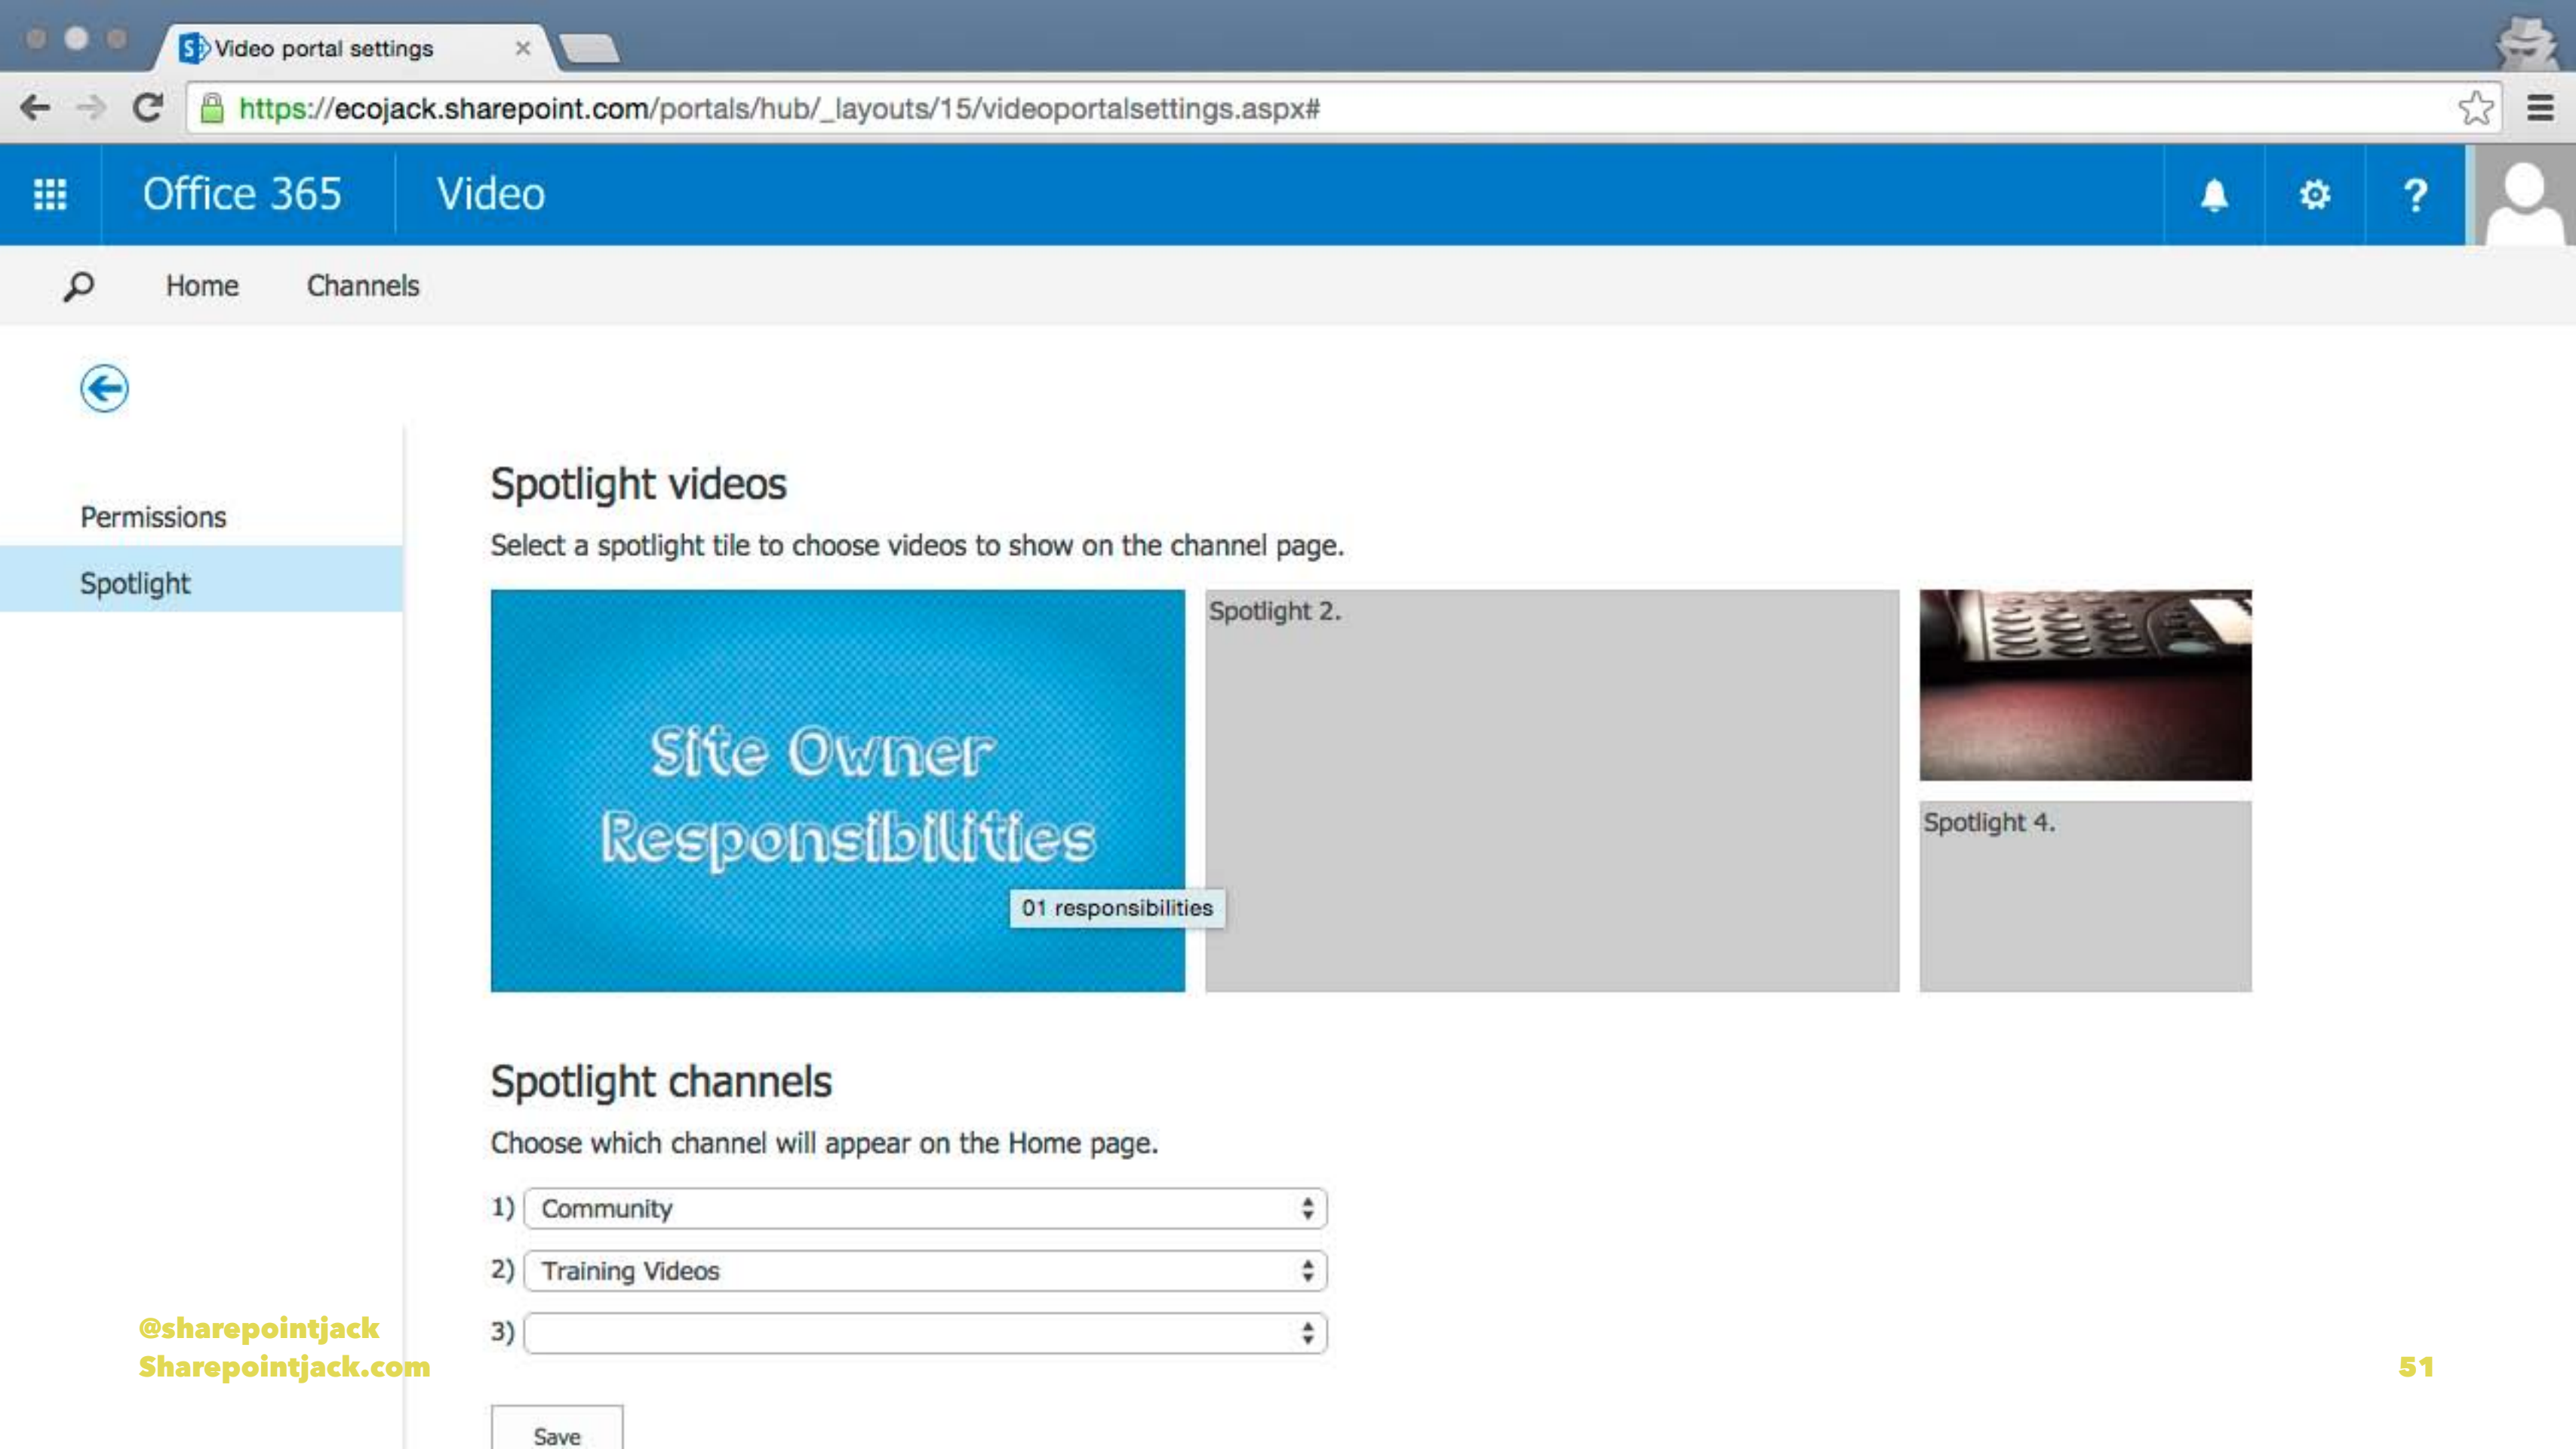 Video portal settings
https://ecojack.sharepoint.com/portals/hub/_layouts/15/videoportalsettings.aspx#
Office 365
Video
?
Home
Channels
Permissions
Spotlight
Spotlight videos
Select a spotlight tile to choose videos to show on the channel page.
Site Owner
Responsibilities
01 responsibilities
Spotlight 2.
Spotlight 4.
Spotlight channels
Choose which channel will appear on the Home page.
1) Community
2) Training Videos
3)
Save
@sharepointjack
Sharepointjack.com
51